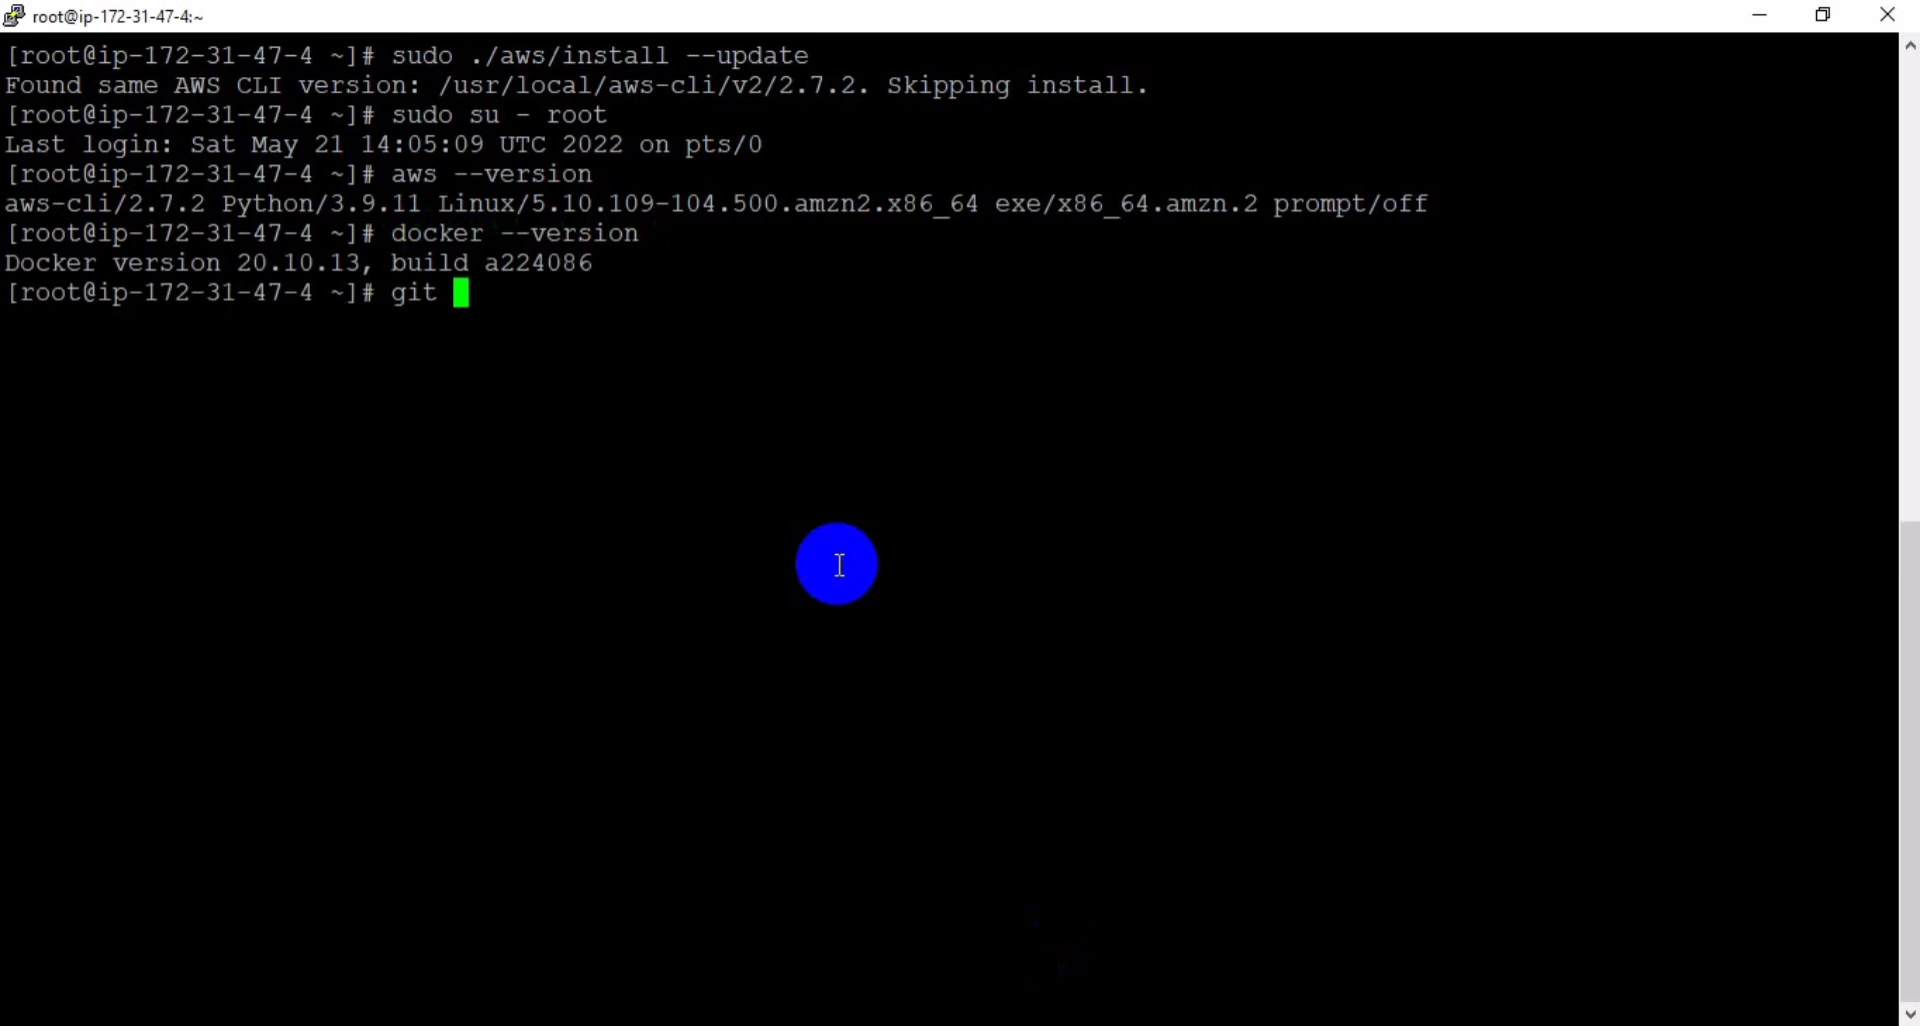 root@ip-172-31-47-4:~
[root@ip-172-31-47-4 ~]# sudo ./aws/install --update
Found same AWS CLI version: /usr/local/aws-cli/v2/2.7.2. Skipping install.
[root@ip-172-31-47-4 ~]# sudo su - root
Last login: Sat May 21 14:05:09 UTC 2022 on pts/0
[root@ip-172-31-47-4 ~]# aws --version
aws-cli/2.7.2 Python/3.9.11 Linux/5.10.109-104.500.amzn2.x86_64 exe/x86_64.amzn.2 prompt/off
[root@ip-172-31-47-4 ~]# docker --version
Docker version 20.10.13, build a224086
[root@ip-172-31-47-4 ~]# git